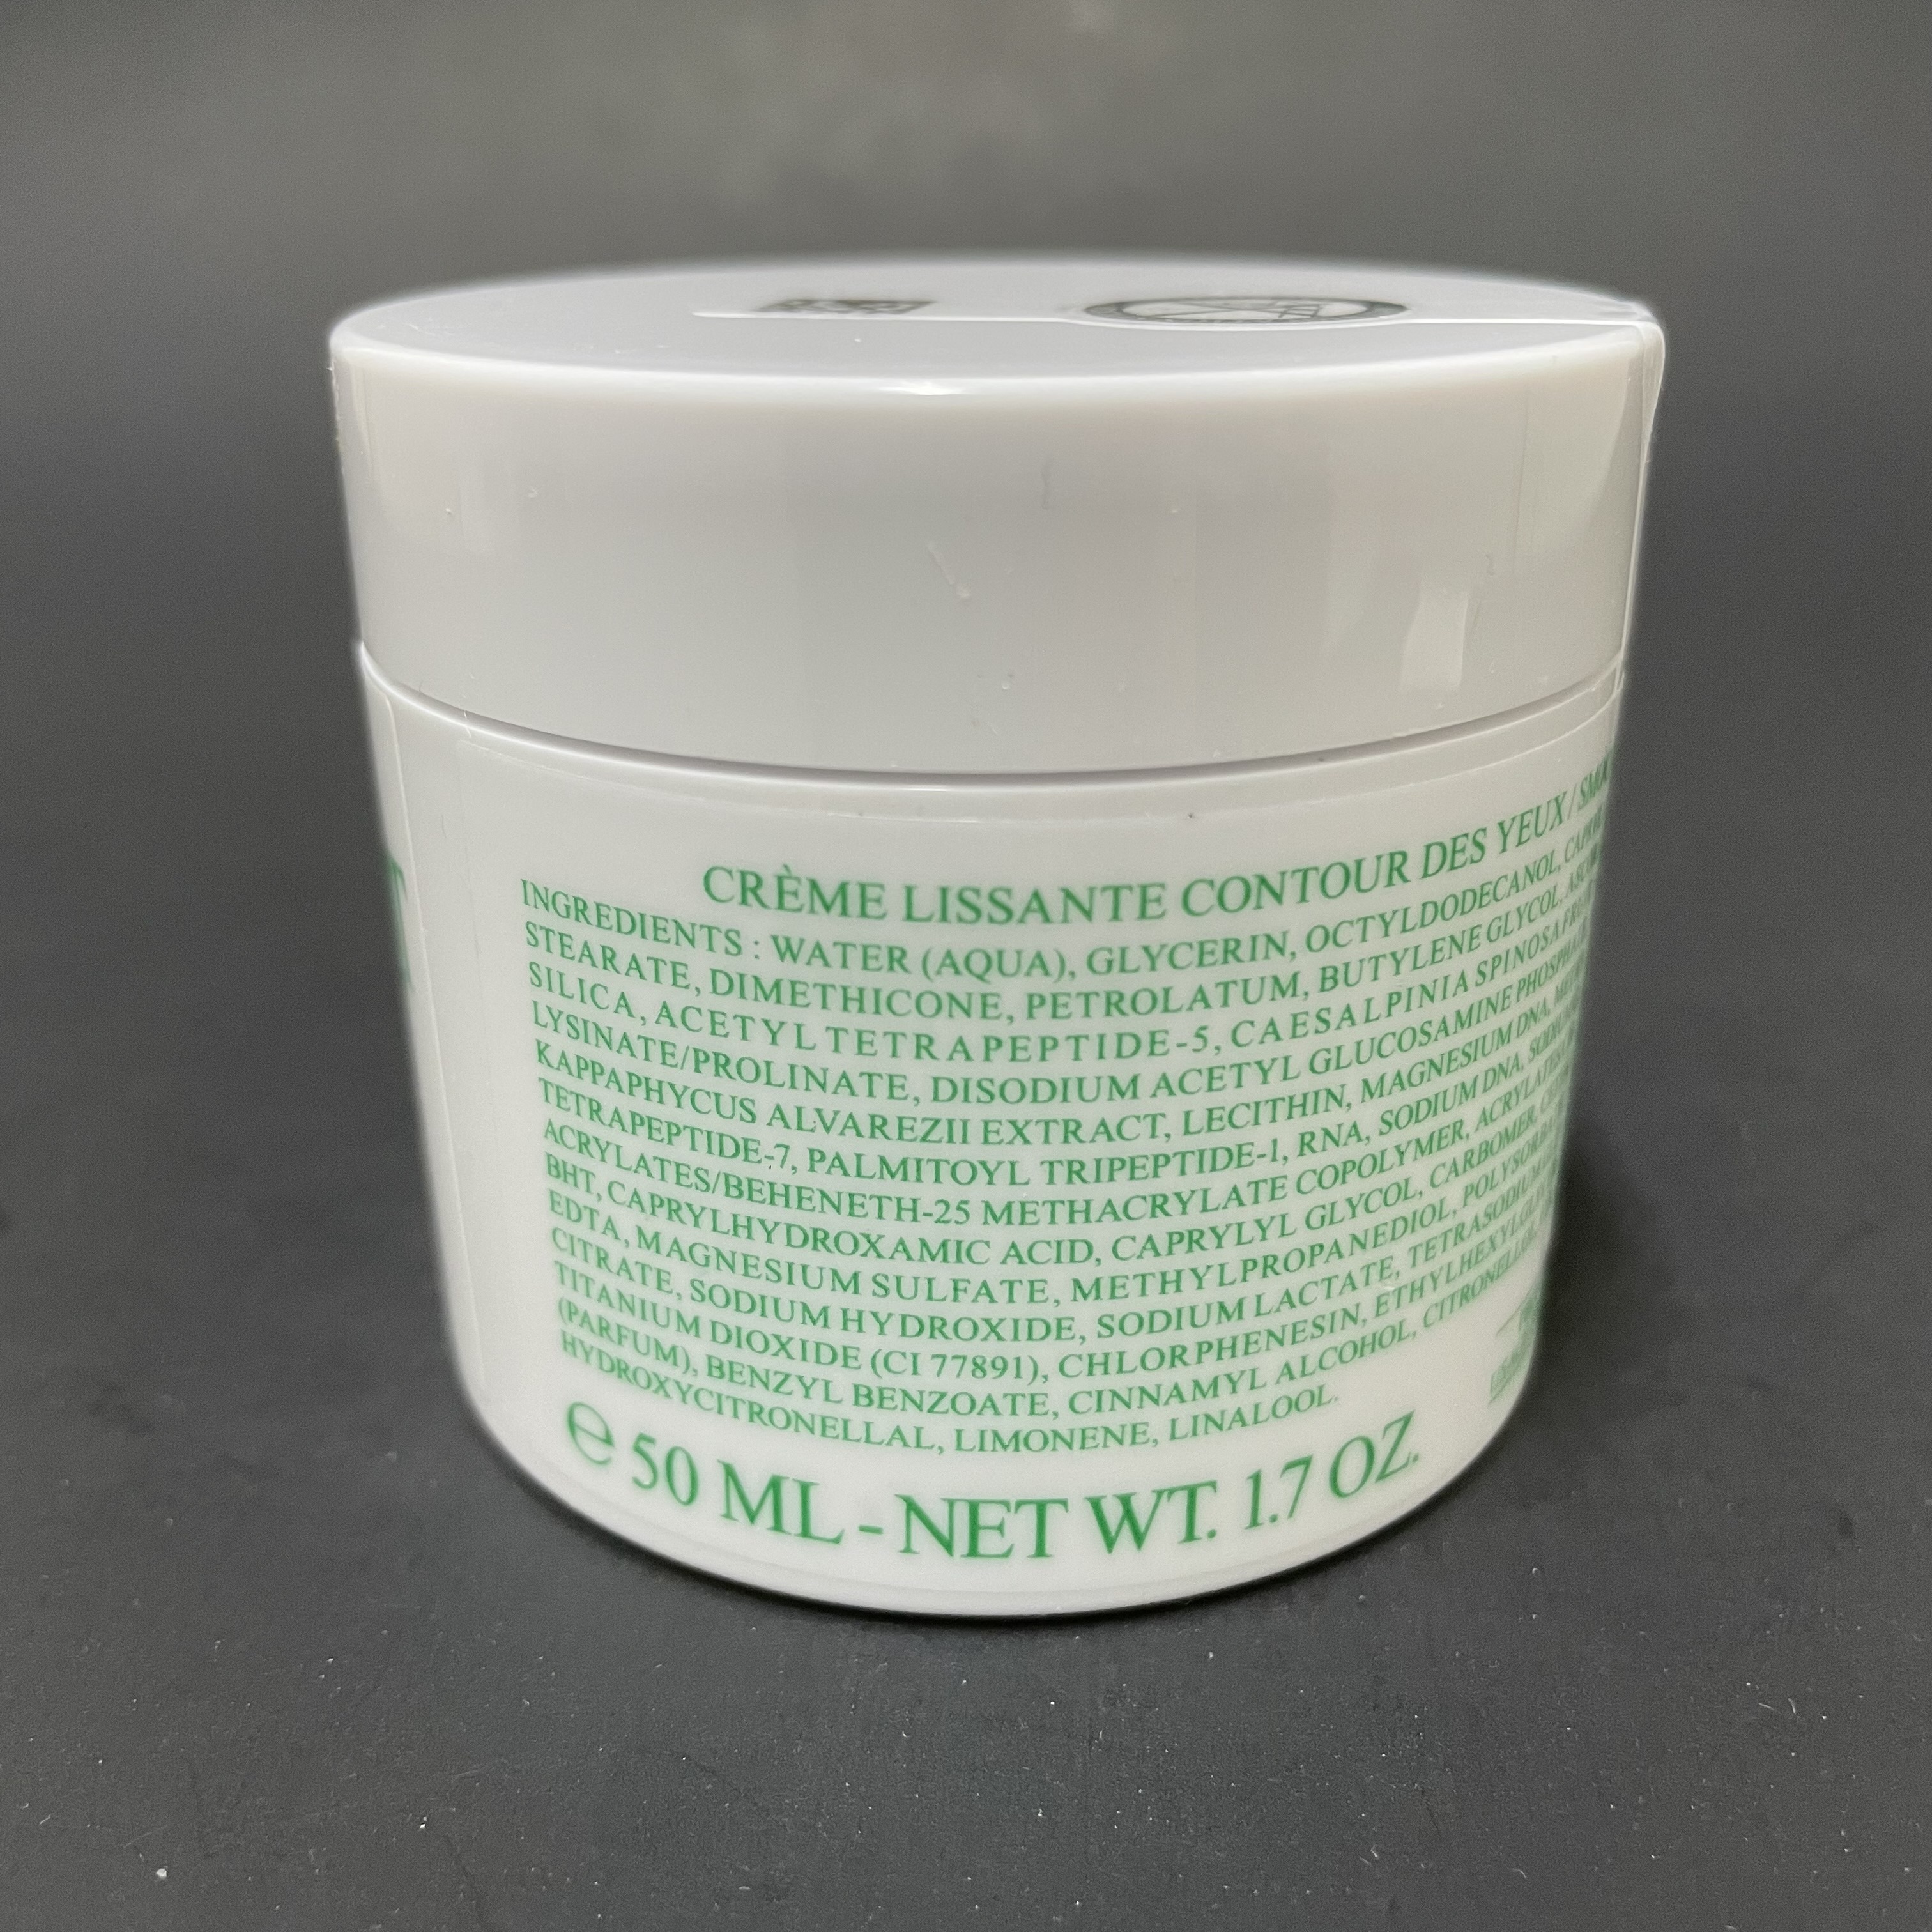 CRÈME LISSANTE CONTOUR DES YEUX /
INGREDIENTS : WATER (AQUA), GLYCERIN, OCTYLDODECANOL,
STEARATE, DIMETHICONE, PETROLATUM, BUTYLENE GLYCOL,
SILICA, ACETYL TETRAPEPTIDE-5, CAESALPINIA SPINOSA
LYSINATE/PROLINATE, DISODIUM ACETYL GLUCOSAMINE
KAPPAPHYCUS ALVAREZII EXTRACT, LECITHIN, MAGNESIUM DNA,
TETRAPEPTIDE-7, PALMITOYL TRIPEPTIDE-1, RNA, SODIUM DNA,
ACRYLATES/BEHENETH-25 METHACRYLATE COPOLYMER,
BHT, CAPRYLHYDROXAMIC ACID, CAPRYLYL GLYCOL, CARBOMER,
EDTA, MAGNESIUM SULFATE, METHYLPROPANEDIOL,
CITRATE, SODIUM HYDROXIDE, SODIUM LACTATE,
TITANIUM DIOXIDE (CI 77891), CHLORPHENESIN,
(PARFUM), BENZYL BENZOATE, CINNAMYL ALCOHOL,
HYDROXYCITRONELLAL, LIMONENE, LINALOOL.
℮ 50 ML - NET WT. 1.7 OZ.